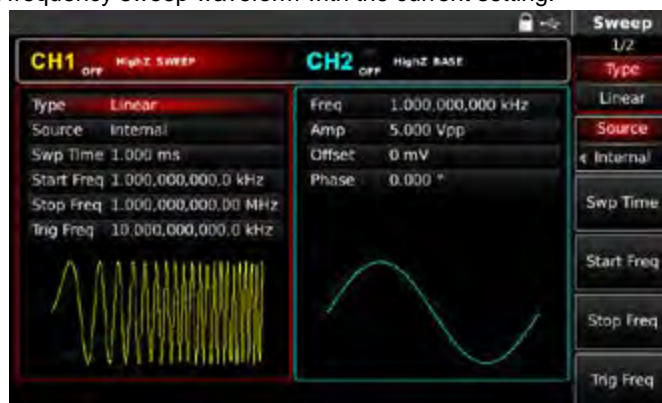 frequency sweep waveform with the current setting.
Sweep
1/2
CH1 OFF HighZ SWEEP
CH2 OFF HighZ BASE
Type
Linear
Source
Internal
Swp Time
Start Freq
Stop Freq
Trig Freq
Type Linear
Source Internal
Swp Time 1.000 ms
Start Freq 1.000,000,000.0 kHz
Stop Freq 1.000,000,000.00 MHz
Trig Freq 10.000,000,000.0 kHz
Freq 1.000,000,000 kHz
Amp 5.000 Vpp
Offset 0 mV
Phase 0.000 °